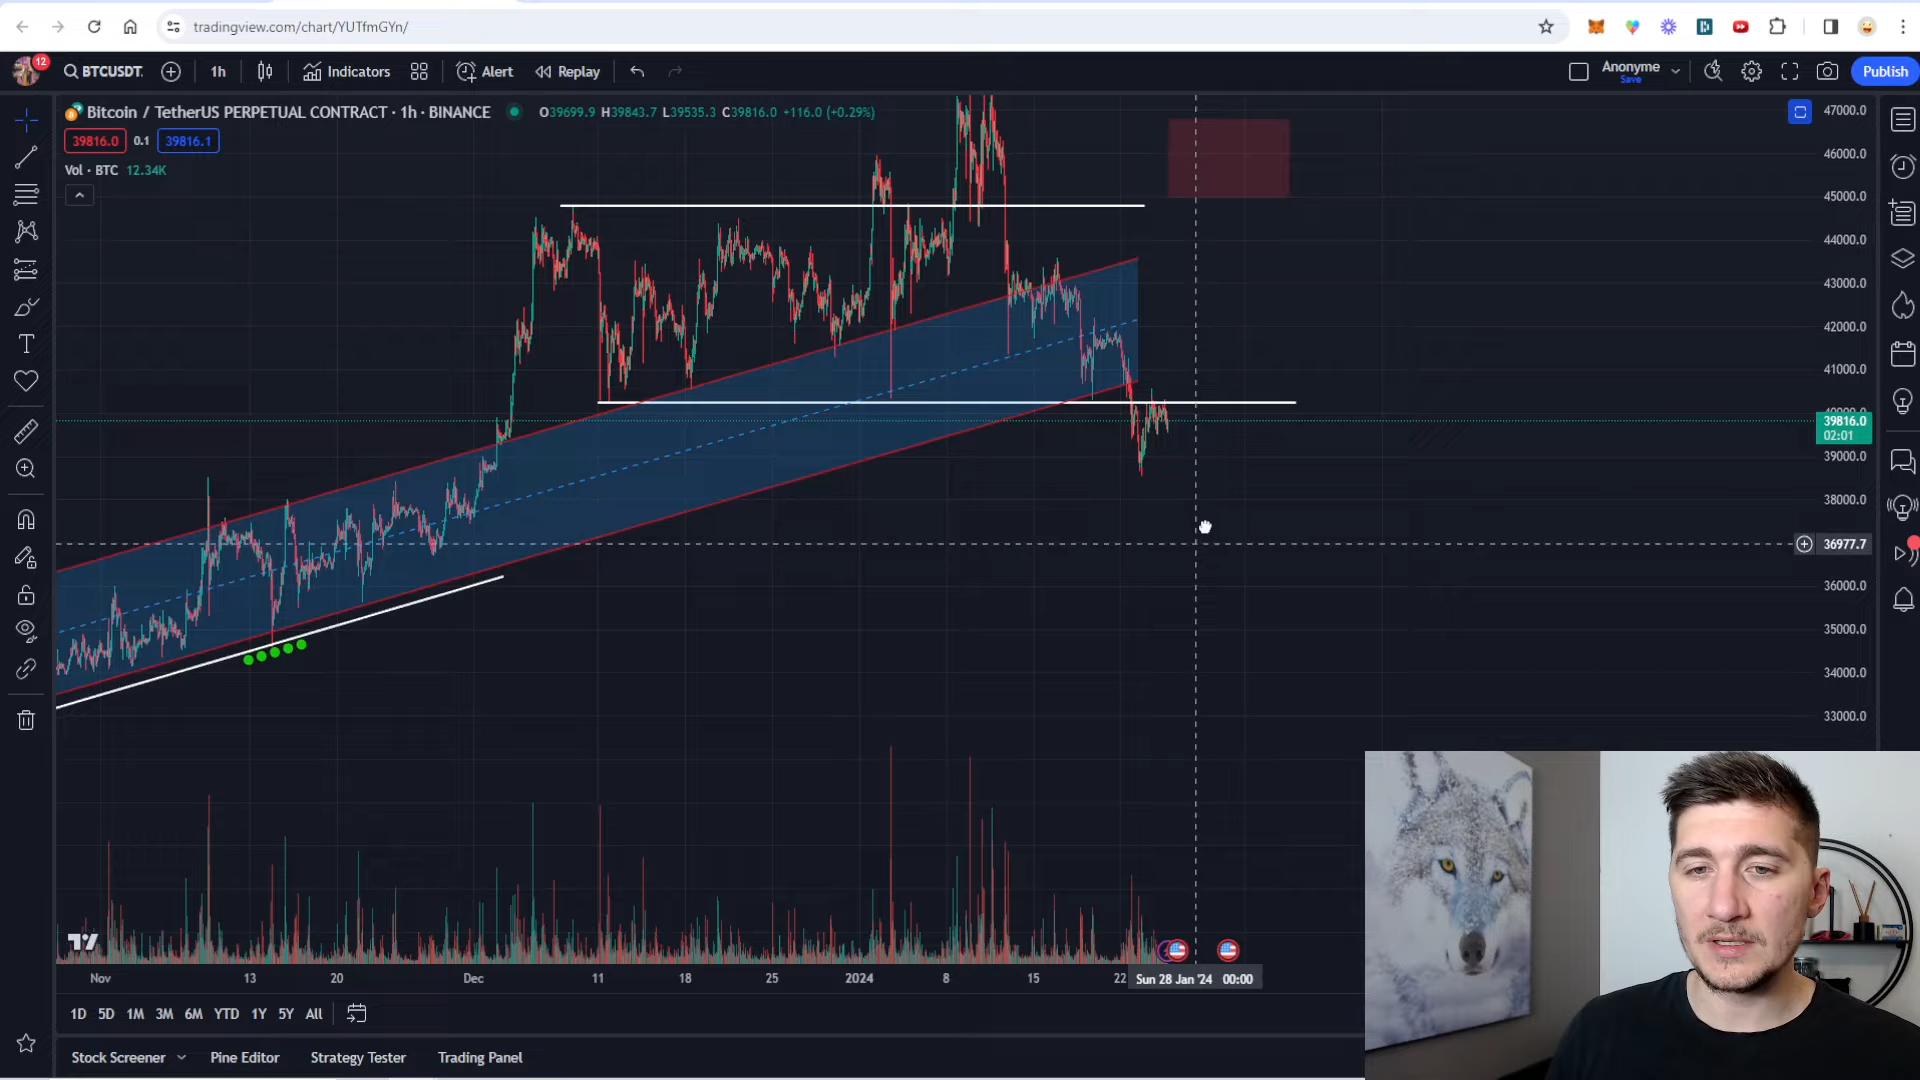 tradingview.com/chart/YUTfmGYn/
12 BTCUSDT. 1h Indicators Alert Replay Anonyme Save Publish
Bitcoin / TetherUS PERPETUAL CONTRACT · 1h · BINANCE O39699.9 H39843.7 L39535.3 C39816.0 +116.0 (+0.29%)
39816.0 0.1 39816.1
Vol · BTC 12.34K
47000.0
46000.0
45000.0
44000.0
43000.0
42000.0
41000.0
39816.0
02:01
39000.0
38000.0
36977.7
36000.0
35000.0
34000.0
33000.0
Nov 13 20 Dec 11 18 25 2024 8 15 22 Sun 28 Jan '24 00:00
1D 5D 1M 3M 6M YTD 1Y 5Y All
Stock Screener Pine Editor Strategy Tester Trading Panel